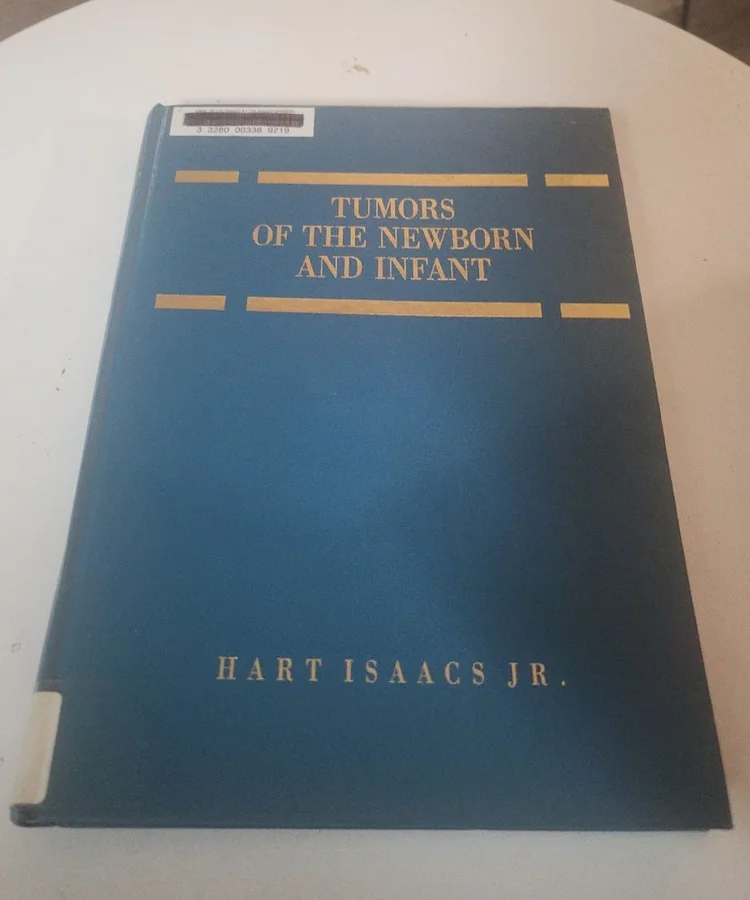 3 3280 00338 9219
TUMORS
OF THE NEWBORN
AND INFANT
HART ISAACS JR.